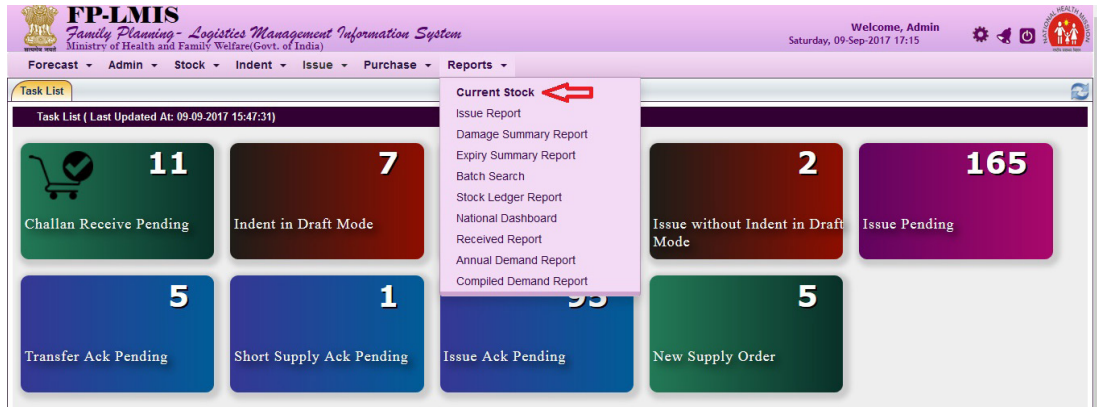 FP-LMIS
Family Planning- Logistics Management Information System
Ministry of Health and Family Welfare(Govt. of India)
Welcome, Admin
Saturday, 09-Sep-2017 17:15
Forecast Admin Stock Indent Issue Purchase Reports
Task List
Task List ( Last Updated At: 09-09-2017 15:47:31)
Current Stock
Issue Report
Damage Summary Report
Expiry Summary Report
Batch Search
Stock Ledger Report
National Dashboard
Received Report
Annual Demand Report
Compiled Demand Report
11
Challan Receive Pending
7
Indent in Draft Mode
2
Issue without Indent in Draft
Mode
165
Issue Pending
5
Transfer Ack Pending
1
Short Supply Ack Pending
95
Issue Ack Pending
5
New Supply Order